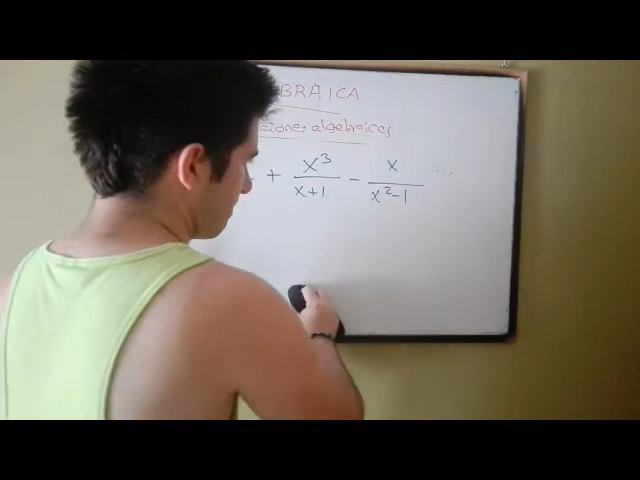 BRAICA
ciones algebraicas
+ x³/(x+1) − x/(x²−1) ...